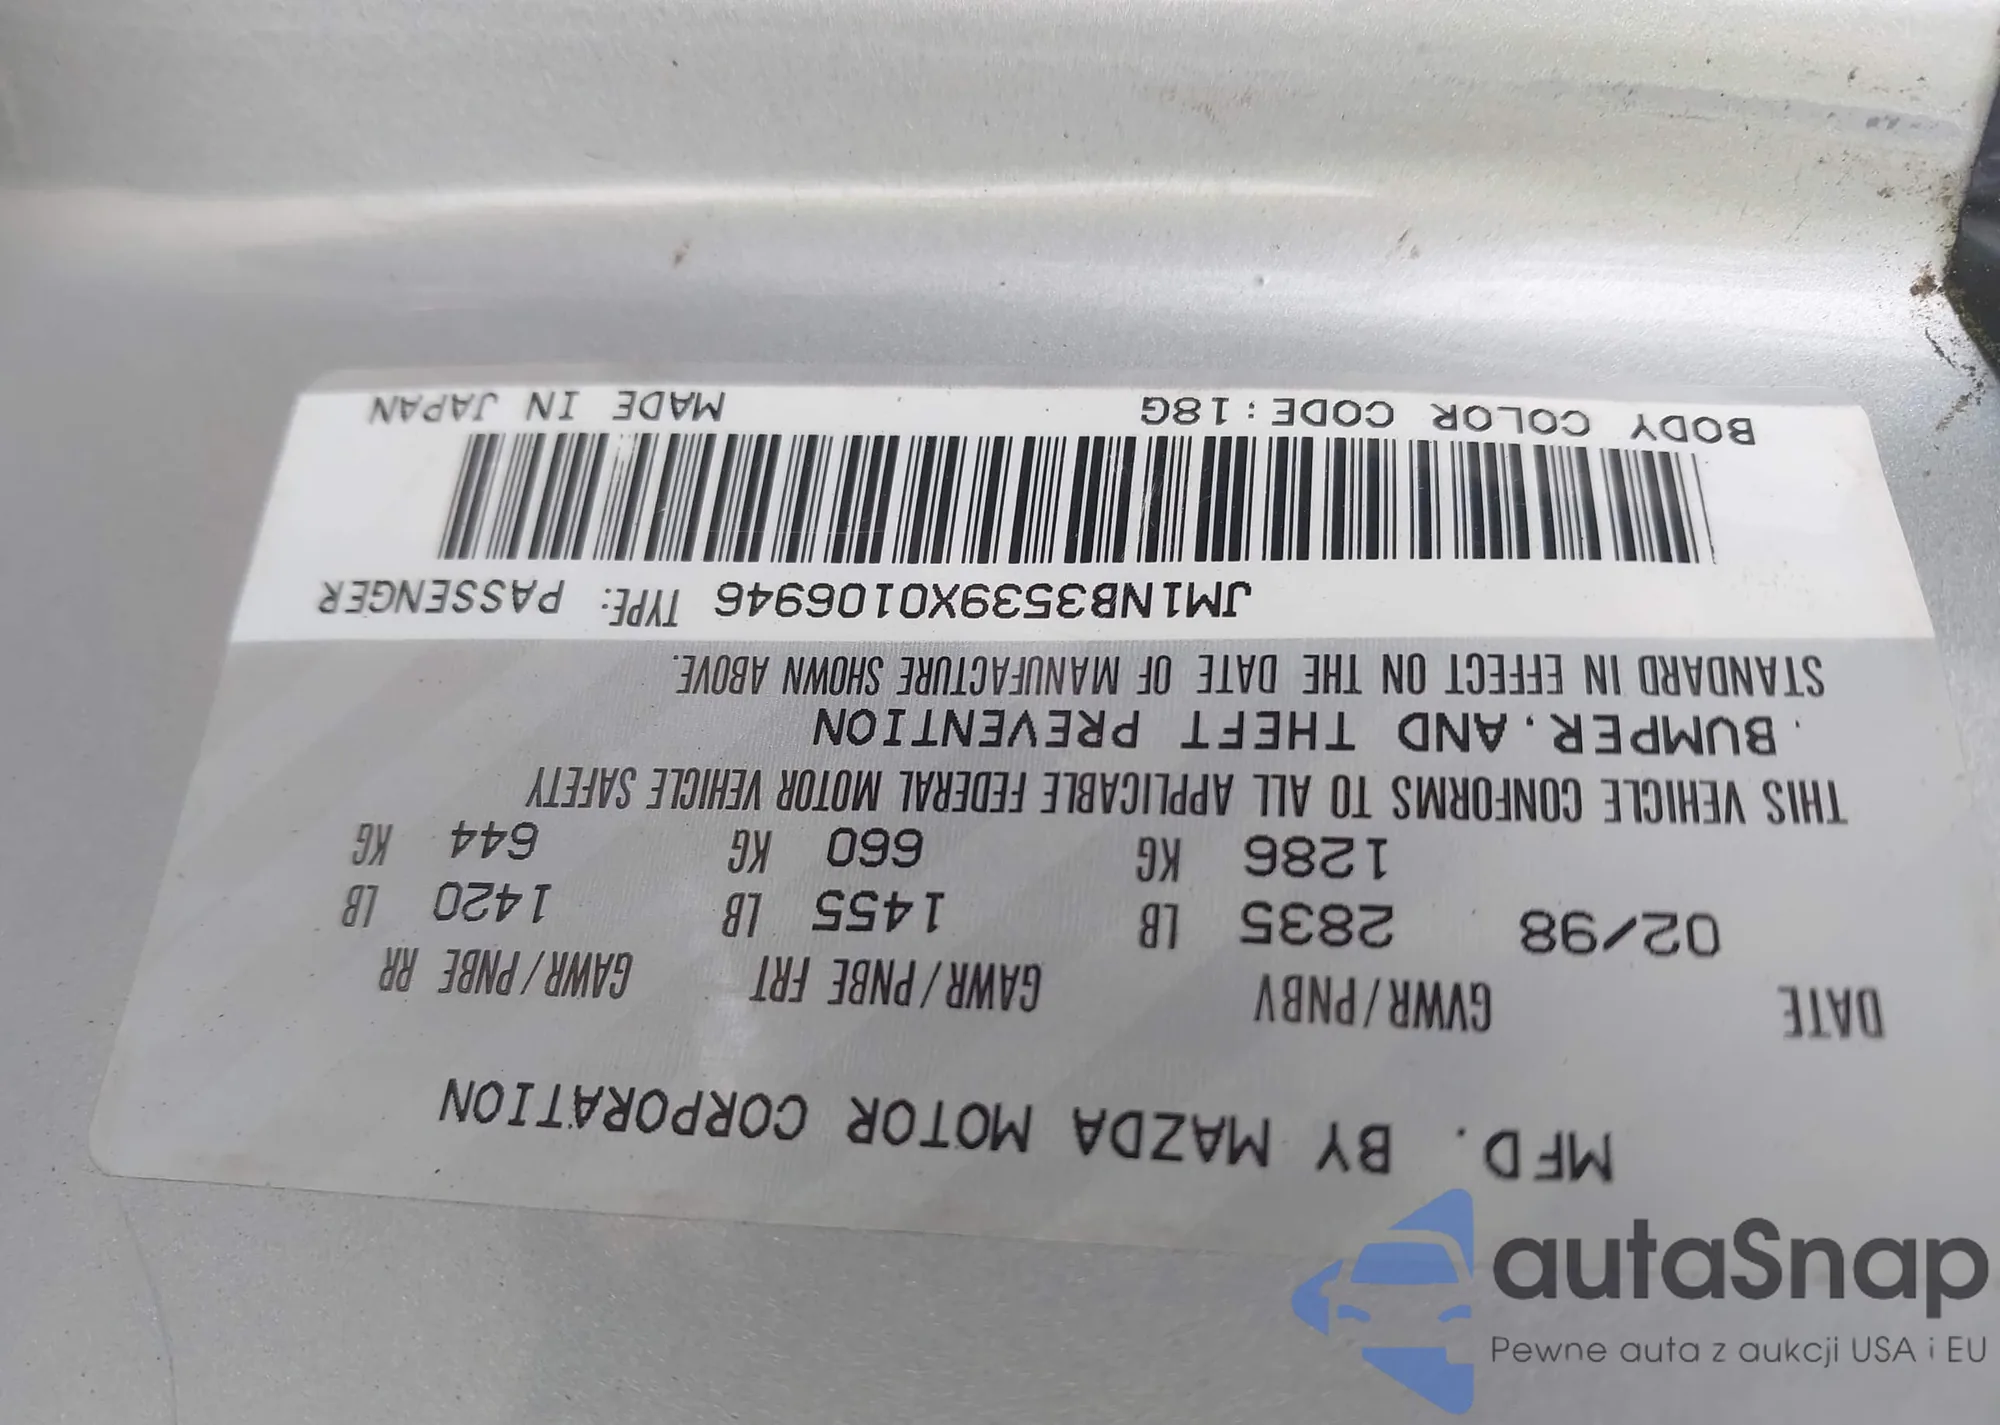 MFD. BY MAZDA MOTOR CORPORATION
DATE GVWR/PNBV GAWR/PNBE FRT GAWR/PNBE RR
02/98 2835 LB 1455 LB 1420 LB
1286 KG 660 KG 644 KG
THIS VEHICLE CONFORMS TO ALL APPLICABLE FEDERAL MOTOR VEHICLE SAFETY
.BUMPER.AND THEFT PREVENTION
STANDARD IN EFFECT ON THE DATE OF MANUFACTURE SHOWN ABOVE.
JM1NB3539X0106946 TYPE: PASSENGER
BODY COLOR CODE:18G MADE IN JAPAN
autaSnap
Pewne auta z aukcji USA i EU